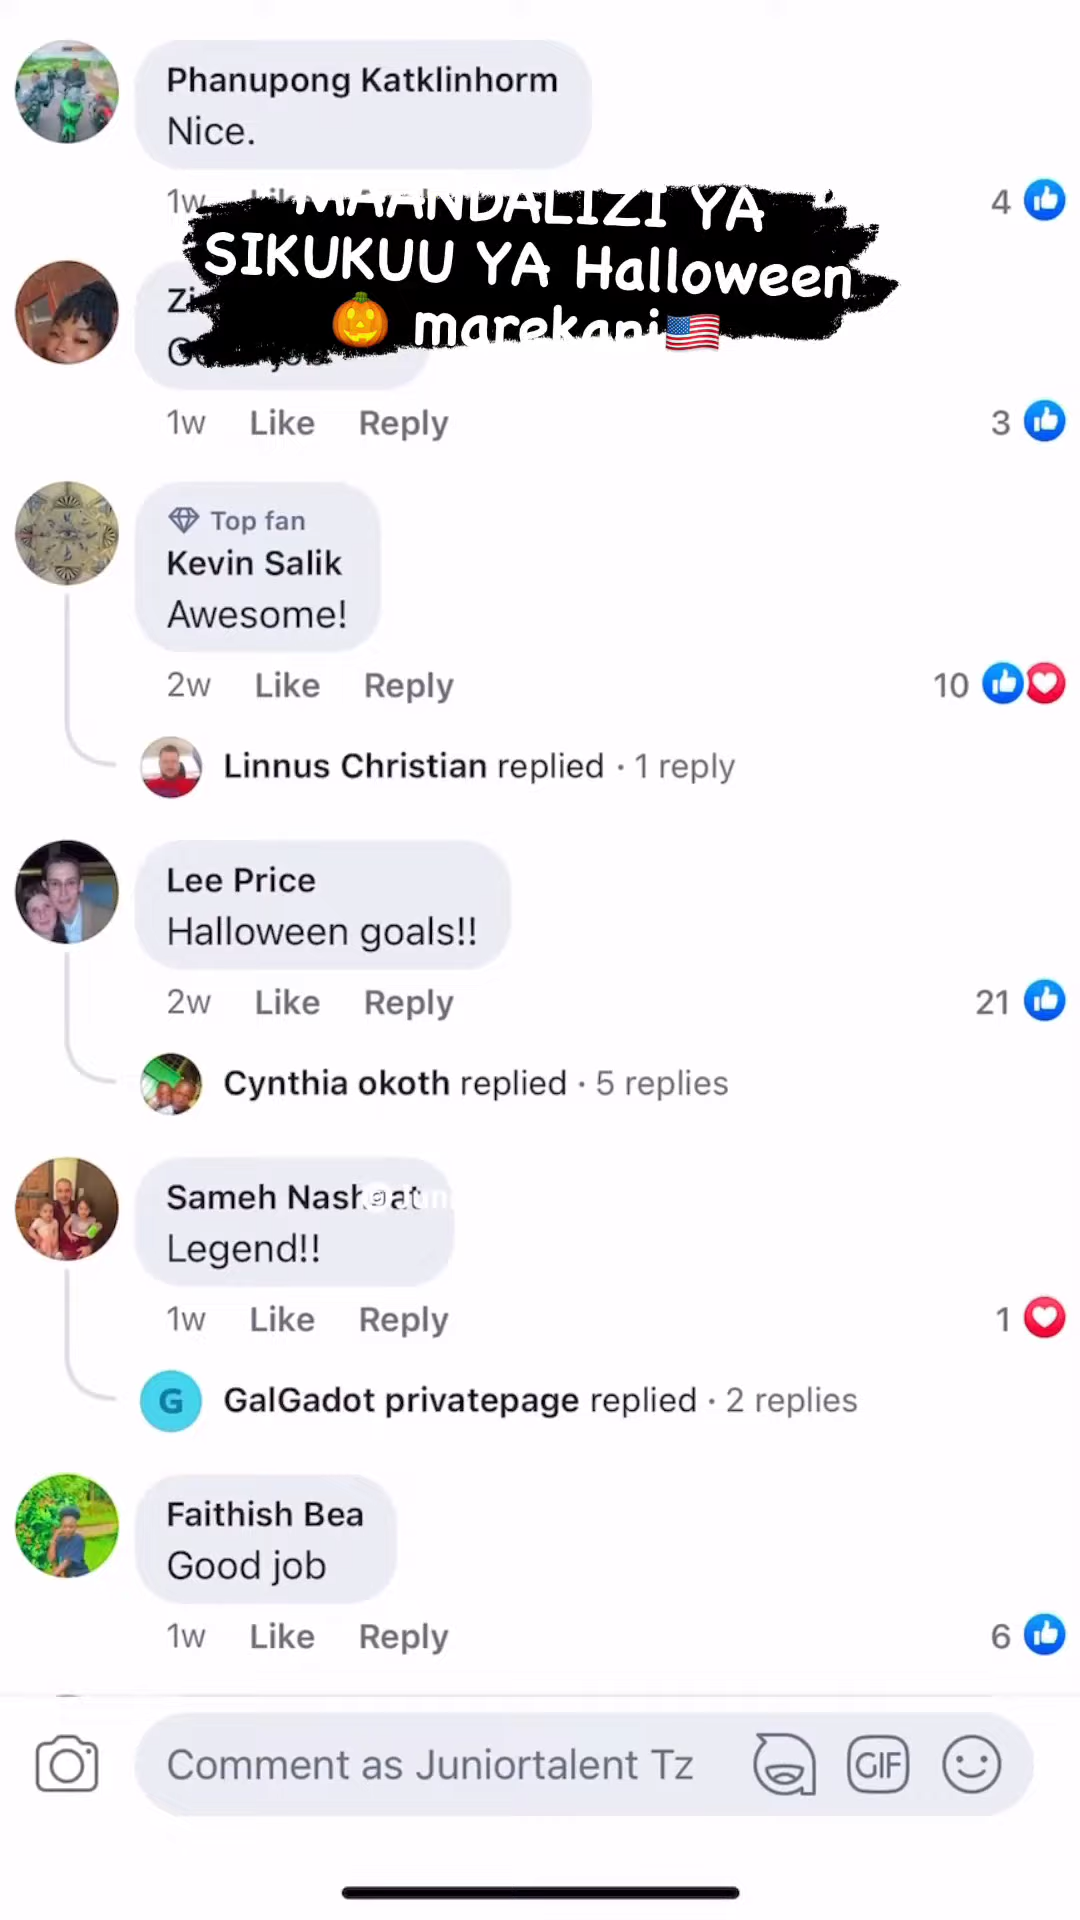 Phanupong Katklinhorm
Nice.
1w
4
MAANDALIZI YA
SIKUKUU YA Halloween
🎃 marekani🇺🇸
1w Like Reply
3
Top fan
Kevin Salik
Awesome!
2w Like Reply
10
Linnus Christian replied · 1 reply
Lee Price
Halloween goals!!
2w Like Reply
21
Cynthia okoth replied · 5 replies
Sameh Nashaat
Legend!!
1w Like Reply
1
G
GalGadot privatepage replied · 2 replies
Faithish Bea
Good job
1w Like Reply
6
Comment as Juniortalent Tz
GIF